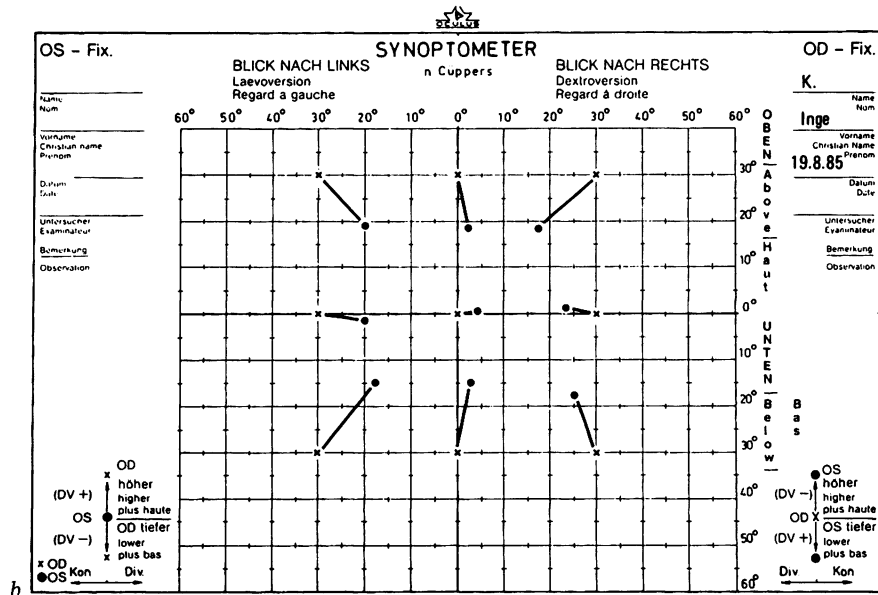 OCULUS
OS - Fix.
SYNOPTOMETER
n Cüppers
OD - Fix.
BLICK NACH LINKS
Laevoversion
Regard a gauche
BLICK NACH RECHTS
Dextroversion
Regard à droite
Name
Nom
Vorname
Christian name
Prenom
Datum
Date
Untersucher
Examinateur
Bemerkung
Observation
K.
Name
Nom
Inge
Vorname
Christian Name
Prenom
19.8.85
Datum
Date
Untersucher
Examinateur
Bemerkung
Observation
60° 50° 40° 30° 20° 10° 0° 10° 20° 30° 40° 50° 60°
30°
20°
10°
0°
10°
20°
30°
40°
50°
60°
OBEN Above Haut
UNTEN Below
Bas
OD
höher
higher
plus haute
(DV +)
OS
OD tiefer
lower
plus bas
(DV -)
x OD
● OS
Kon Div.
OS
höher
higher
plus haute
(DV -)
OD
OS tiefer
lower
plus bas
(DV +)
Div. Kon
b